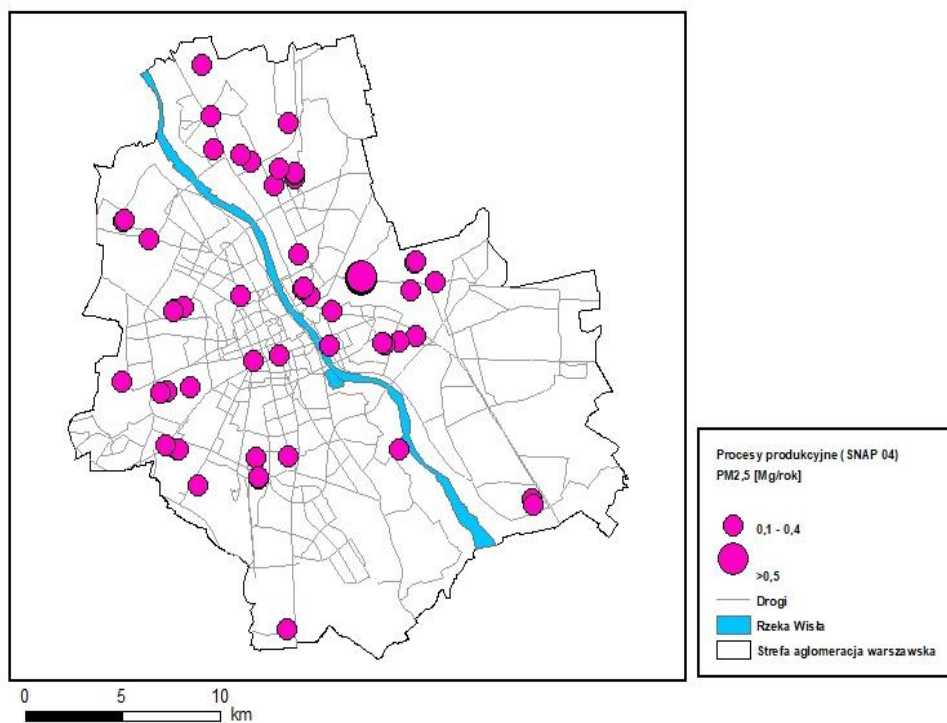 Procesy produkcyjne ( SNAP 04)
PM2,5 [Mg/rok]
0,1 - 0,4
>0,5
Drogi
Rzeka Wisła
Strefa aglomeracja warszawska
0 5 10
km